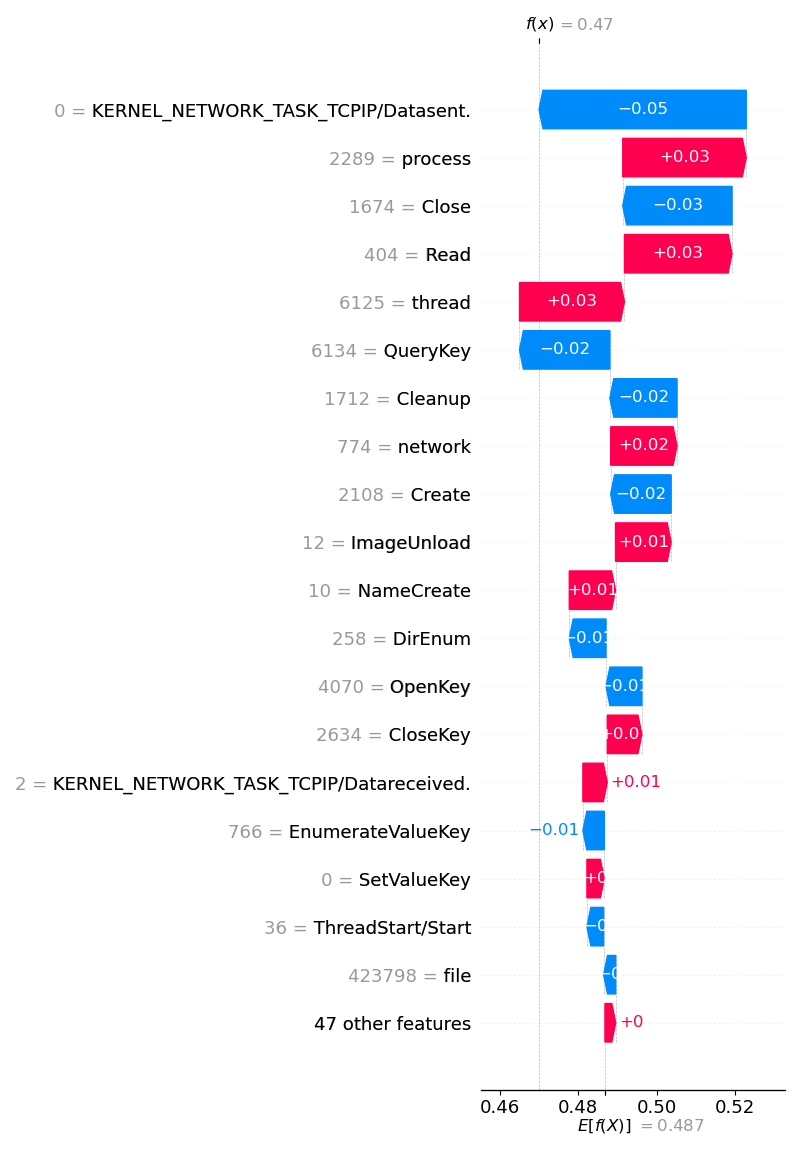 f(x) = 0.47
0 = KERNEL_NETWORK_TASK_TCPIP/Datasent. −0.05
2289 = process +0.03
1674 = Close −0.03
404 = Read +0.03
6125 = thread +0.03
6134 = QueryKey −0.02
1712 = Cleanup −0.02
774 = network +0.02
2108 = Create −0.02
12 = ImageUnload +0.01
10 = NameCreate +0.01
258 = DirEnum −0.01
4070 = OpenKey −0.01
2634 = CloseKey +0.01
2 = KERNEL_NETWORK_TASK_TCPIP/Datareceived. +0.01
766 = EnumerateValueKey −0.01
0 = SetValueKey +0
36 = ThreadStart/Start −0
423798 = file −0
47 other features +0
0.46 0.48 0.50 0.52
E[f(X)] = 0.487